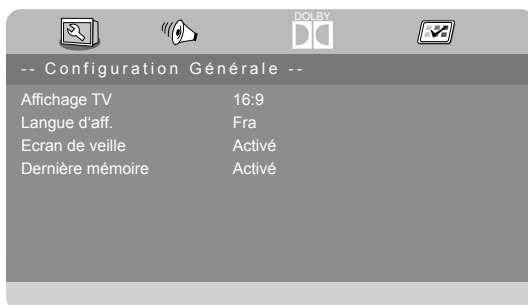 DOLBY
-- Configuration Générale --
Affichage TV 16:9
Langue d'aff. Fra
Ecran de veille Activé
Dernière mémoire Activé